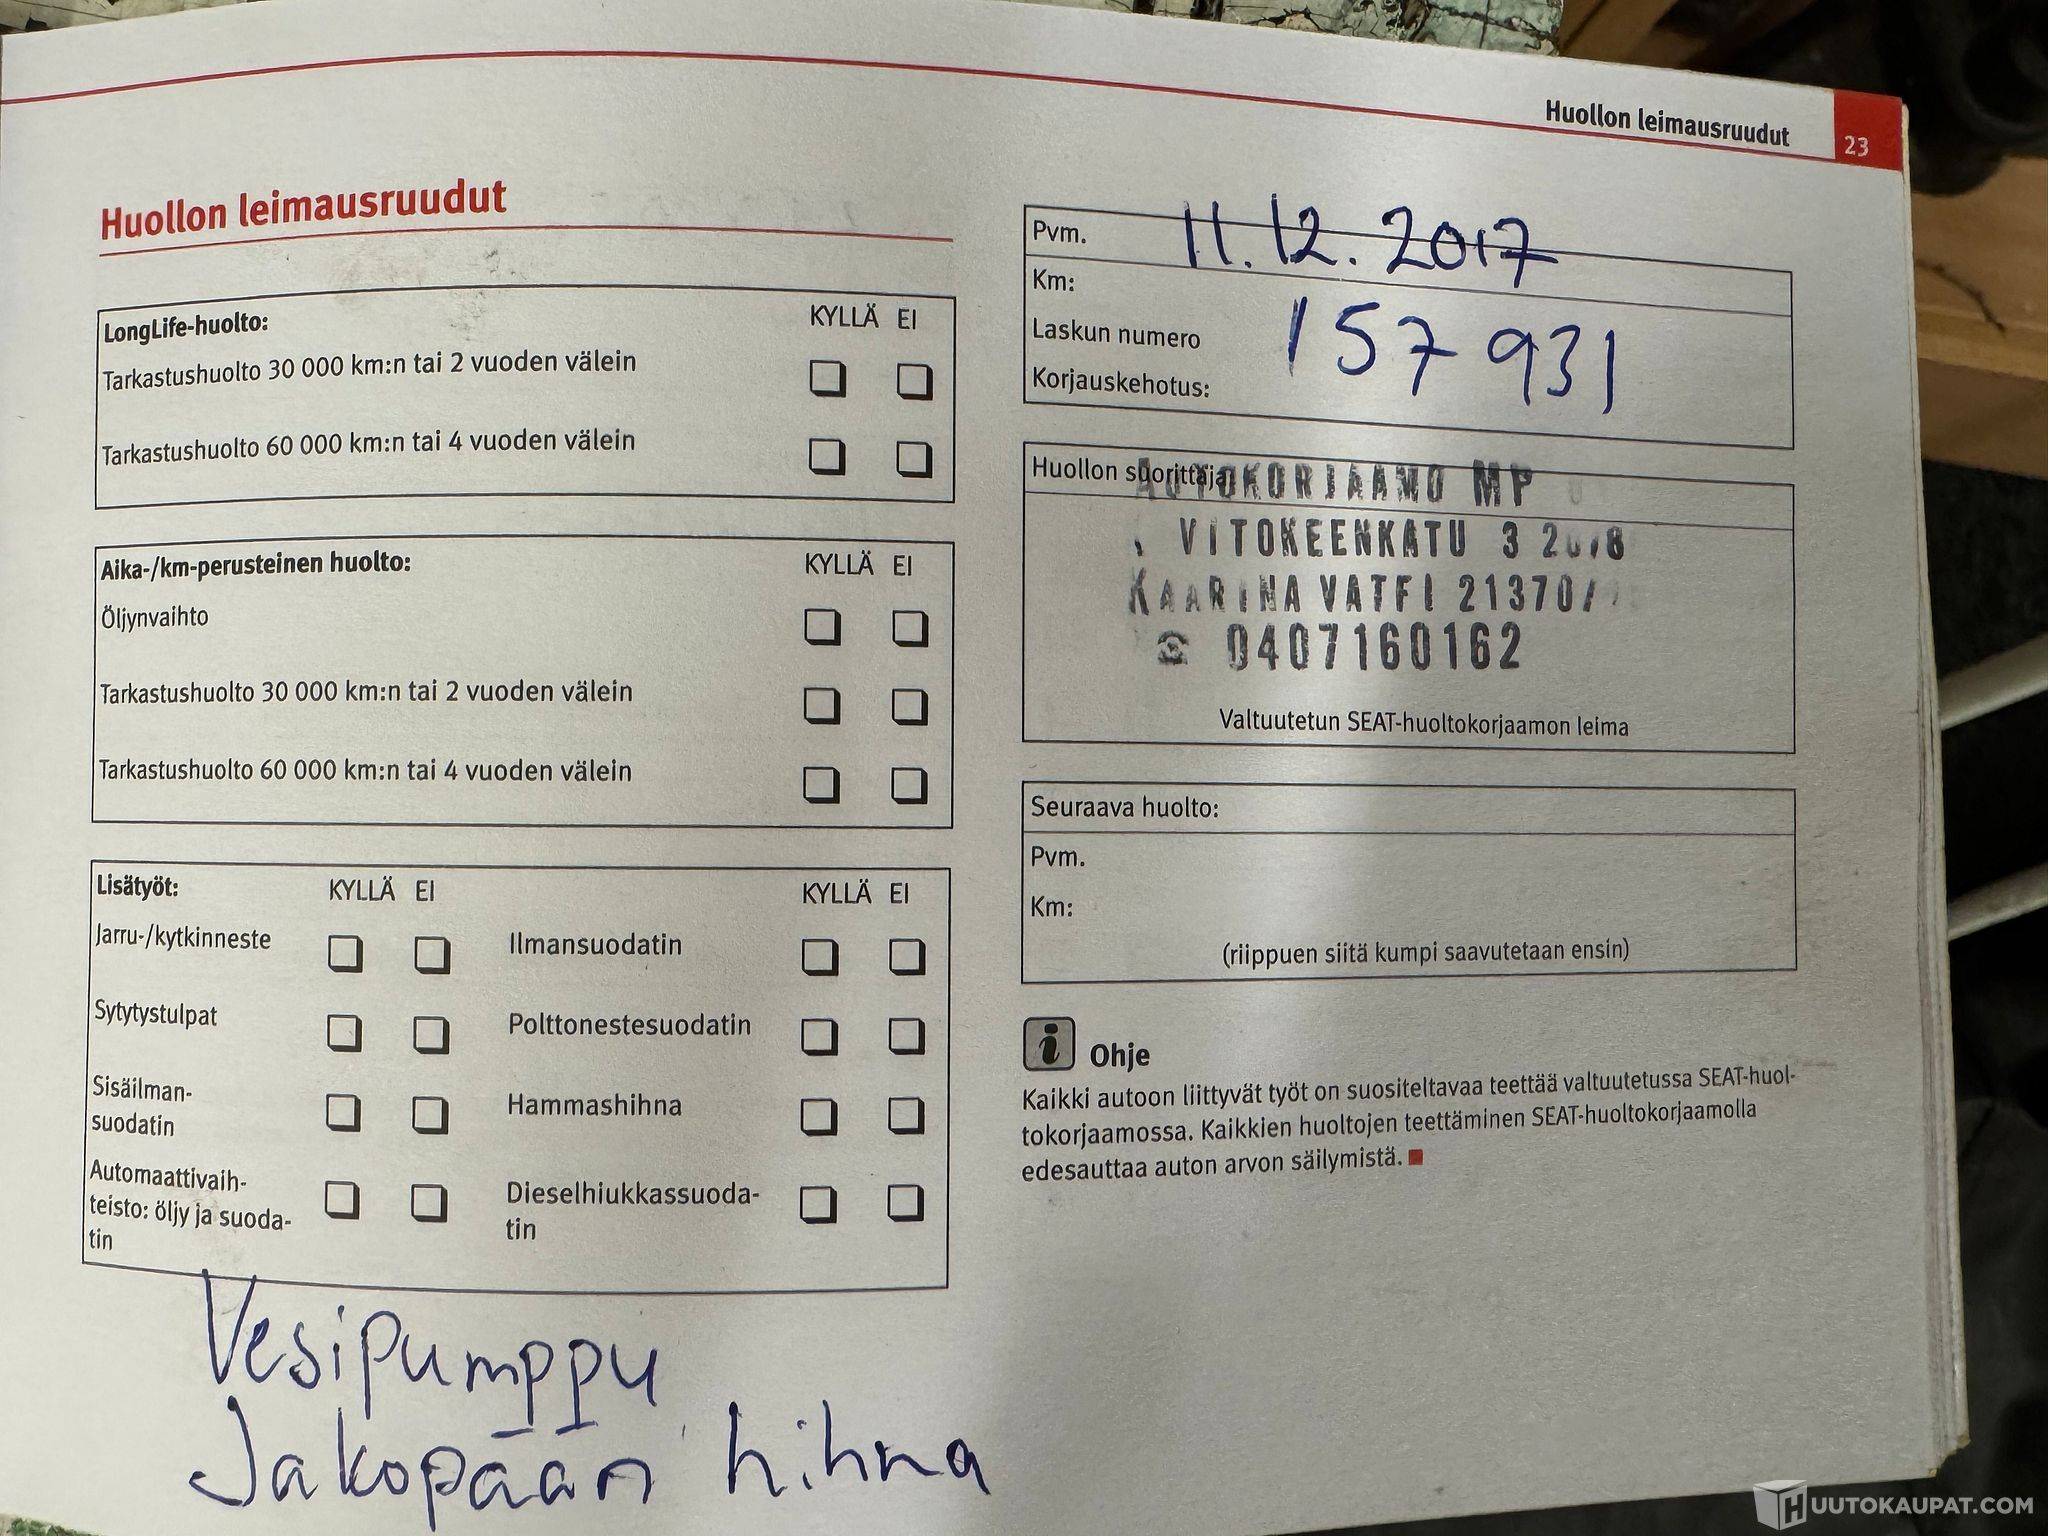 Huollon leimausruudut
23
Huollon leimausruudut
LongLife-huolto: KYLLÄ EI
Tarkastushuolto 30 000 km:n tai 2 vuoden välein
Tarkastushuolto 60 000 km:n tai 4 vuoden välein
Aika-/km-perusteinen huolto: KYLLÄ EI
Öljynvaihto
Tarkastushuolto 30 000 km:n tai 2 vuoden välein
Tarkastushuolto 60 000 km:n tai 4 vuoden välein
Lisätyöt: KYLLÄ EI KYLLÄ EI
Jarru-/kytkinneste Ilmansuodatin
Sytytystulpat Polttonestesuodatin
Sisäilman-
suodatin Hammashihna
Automaattivaih-
teisto: öljy ja suoda-
tin
Dieselhiukkassuoda-
tin
Vesipumppu
Jakopään hihna
Pvm. 11.12.2017
Km:
Laskun numero 157 931
Korjauskehotus:
Huollon suorittaja
AUTOKORJAAMO MP
VITOKEENKATU 3
KAARINA VATFI 21370/
☎ 0407160162
Valtuutetun SEAT-huoltokorjaamon leima
Seuraava huolto:
Pvm.
Km:
(riippuen siitä kumpi saavutetaan ensin)
i Ohje
Kaikki autoon liittyvät työt on suositeltavaa teettää valtuutetussa SEAT-huol-
tokorjaamossa. Kaikkien huoltojen teettäminen SEAT-huoltokorjaamolla
edesauttaa auton arvon säilymistä.
HUUTOKAUPAT.COM